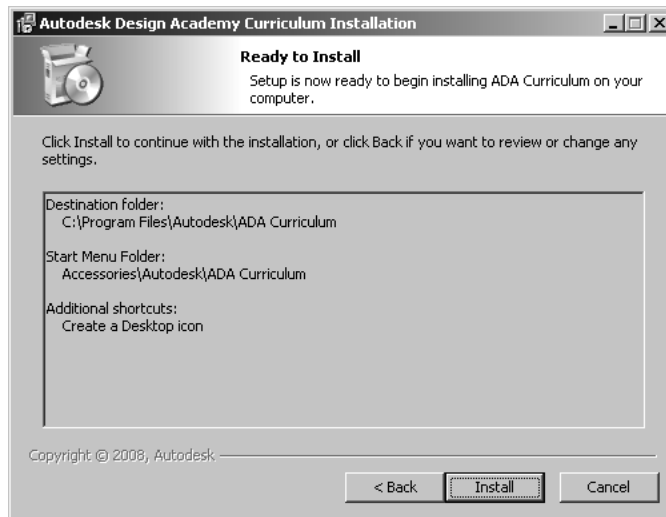 Autodesk Design Academy Curriculum Installation
Ready to Install
Setup is now ready to begin installing ADA Curriculum on your
computer.
Click Install to continue with the installation, or click Back if you want to review or change any
settings.
Destination folder:
C:\Program Files\Autodesk\ADA Curriculum
Start Menu Folder:
Accessories\Autodesk\ADA Curriculum
Additional shortcuts:
Create a Desktop icon
Copyright © 2008, Autodesk
< Back Install Cancel